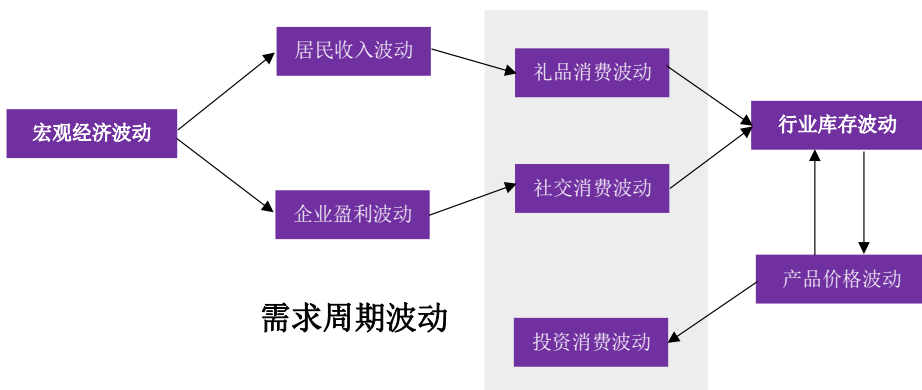 居民收入波动
礼品消费波动
宏观经济波动
行业库存波动
企业盈利波动
社交消费波动
产品价格波动
需求周期波动
投资消费波动